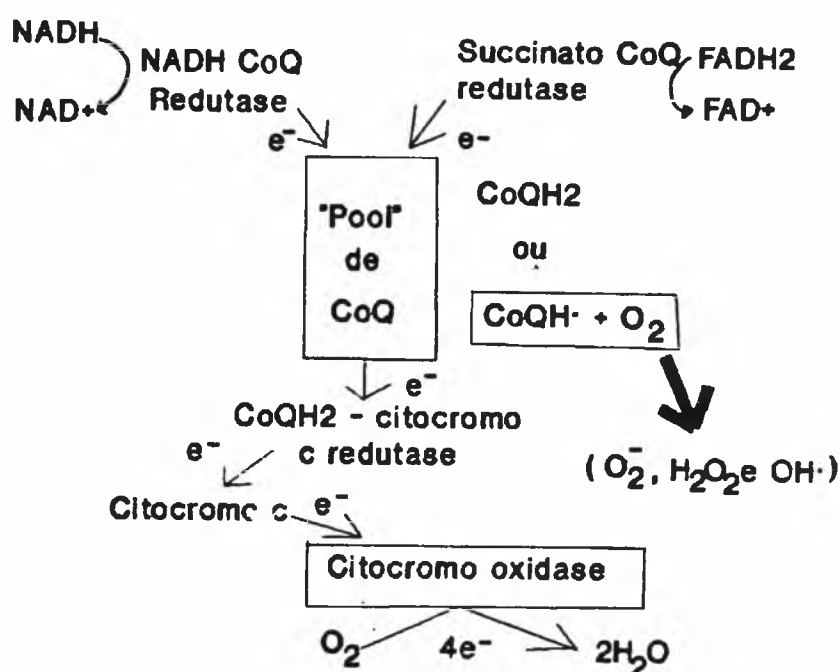 NADH
NADH CoQ
Redutase
NAD+
Succinato CoQ
redutase
FADH2
FAD+
e⁻
e-
"Pool"
de
CoQ
CoQH2
ou
CoQH· + O₂
e⁻
CoQH2 - citocromo
c redutase
(O₂⁻, H₂O₂e OH·)
e⁻
Citocromo c
e⁻
Citocromo oxidase
O₂
4e⁻
2H₂O